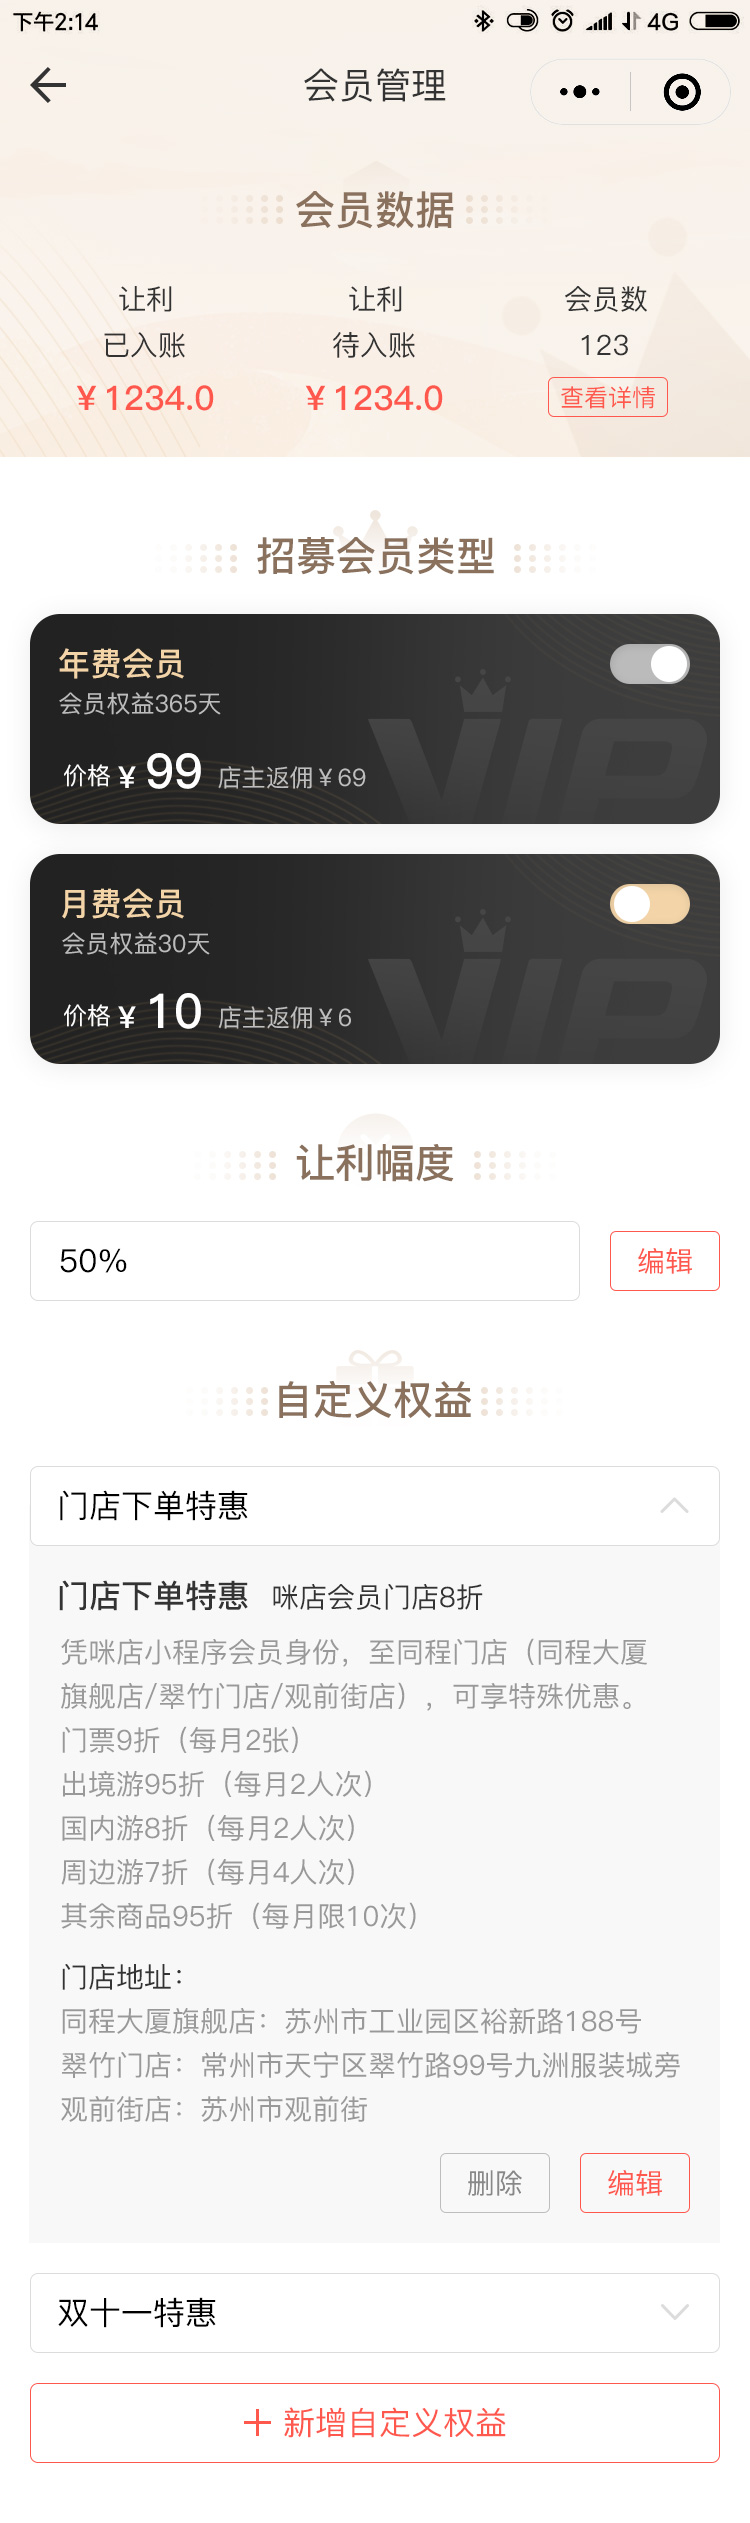 下午2:14
4G
会员管理
会员数据
让利 让利 会员数
已入账 待入账 123
¥1234.0 ¥1234.0 查看详情
招募会员类型
年费会员
会员权益365天
价格 ¥ 99 店主返佣¥69
VIP
月费会员
会员权益30天
价格 ¥ 10 店主返佣¥6
VIP
让利幅度
50% 编辑
自定义权益
门店下单特惠
门店下单特惠 咪店会员门店8折
凭咪店小程序会员身份，至同程门店（同程大厦
旗舰店/翠竹门店/观前街店），可享特殊优惠。
门票9折（每月2张）
出境游95折（每月2人次）
国内游8折（每月2人次）
周边游7折（每月4人次）
其余商品95折（每月限10次）
门店地址：
同程大厦旗舰店：苏州市工业园区裕新路188号
翠竹门店：常州市天宁区翠竹路99号九洲服装城旁
观前街店：苏州市观前街
删除 编辑
双十一特惠
+ 新增自定义权益